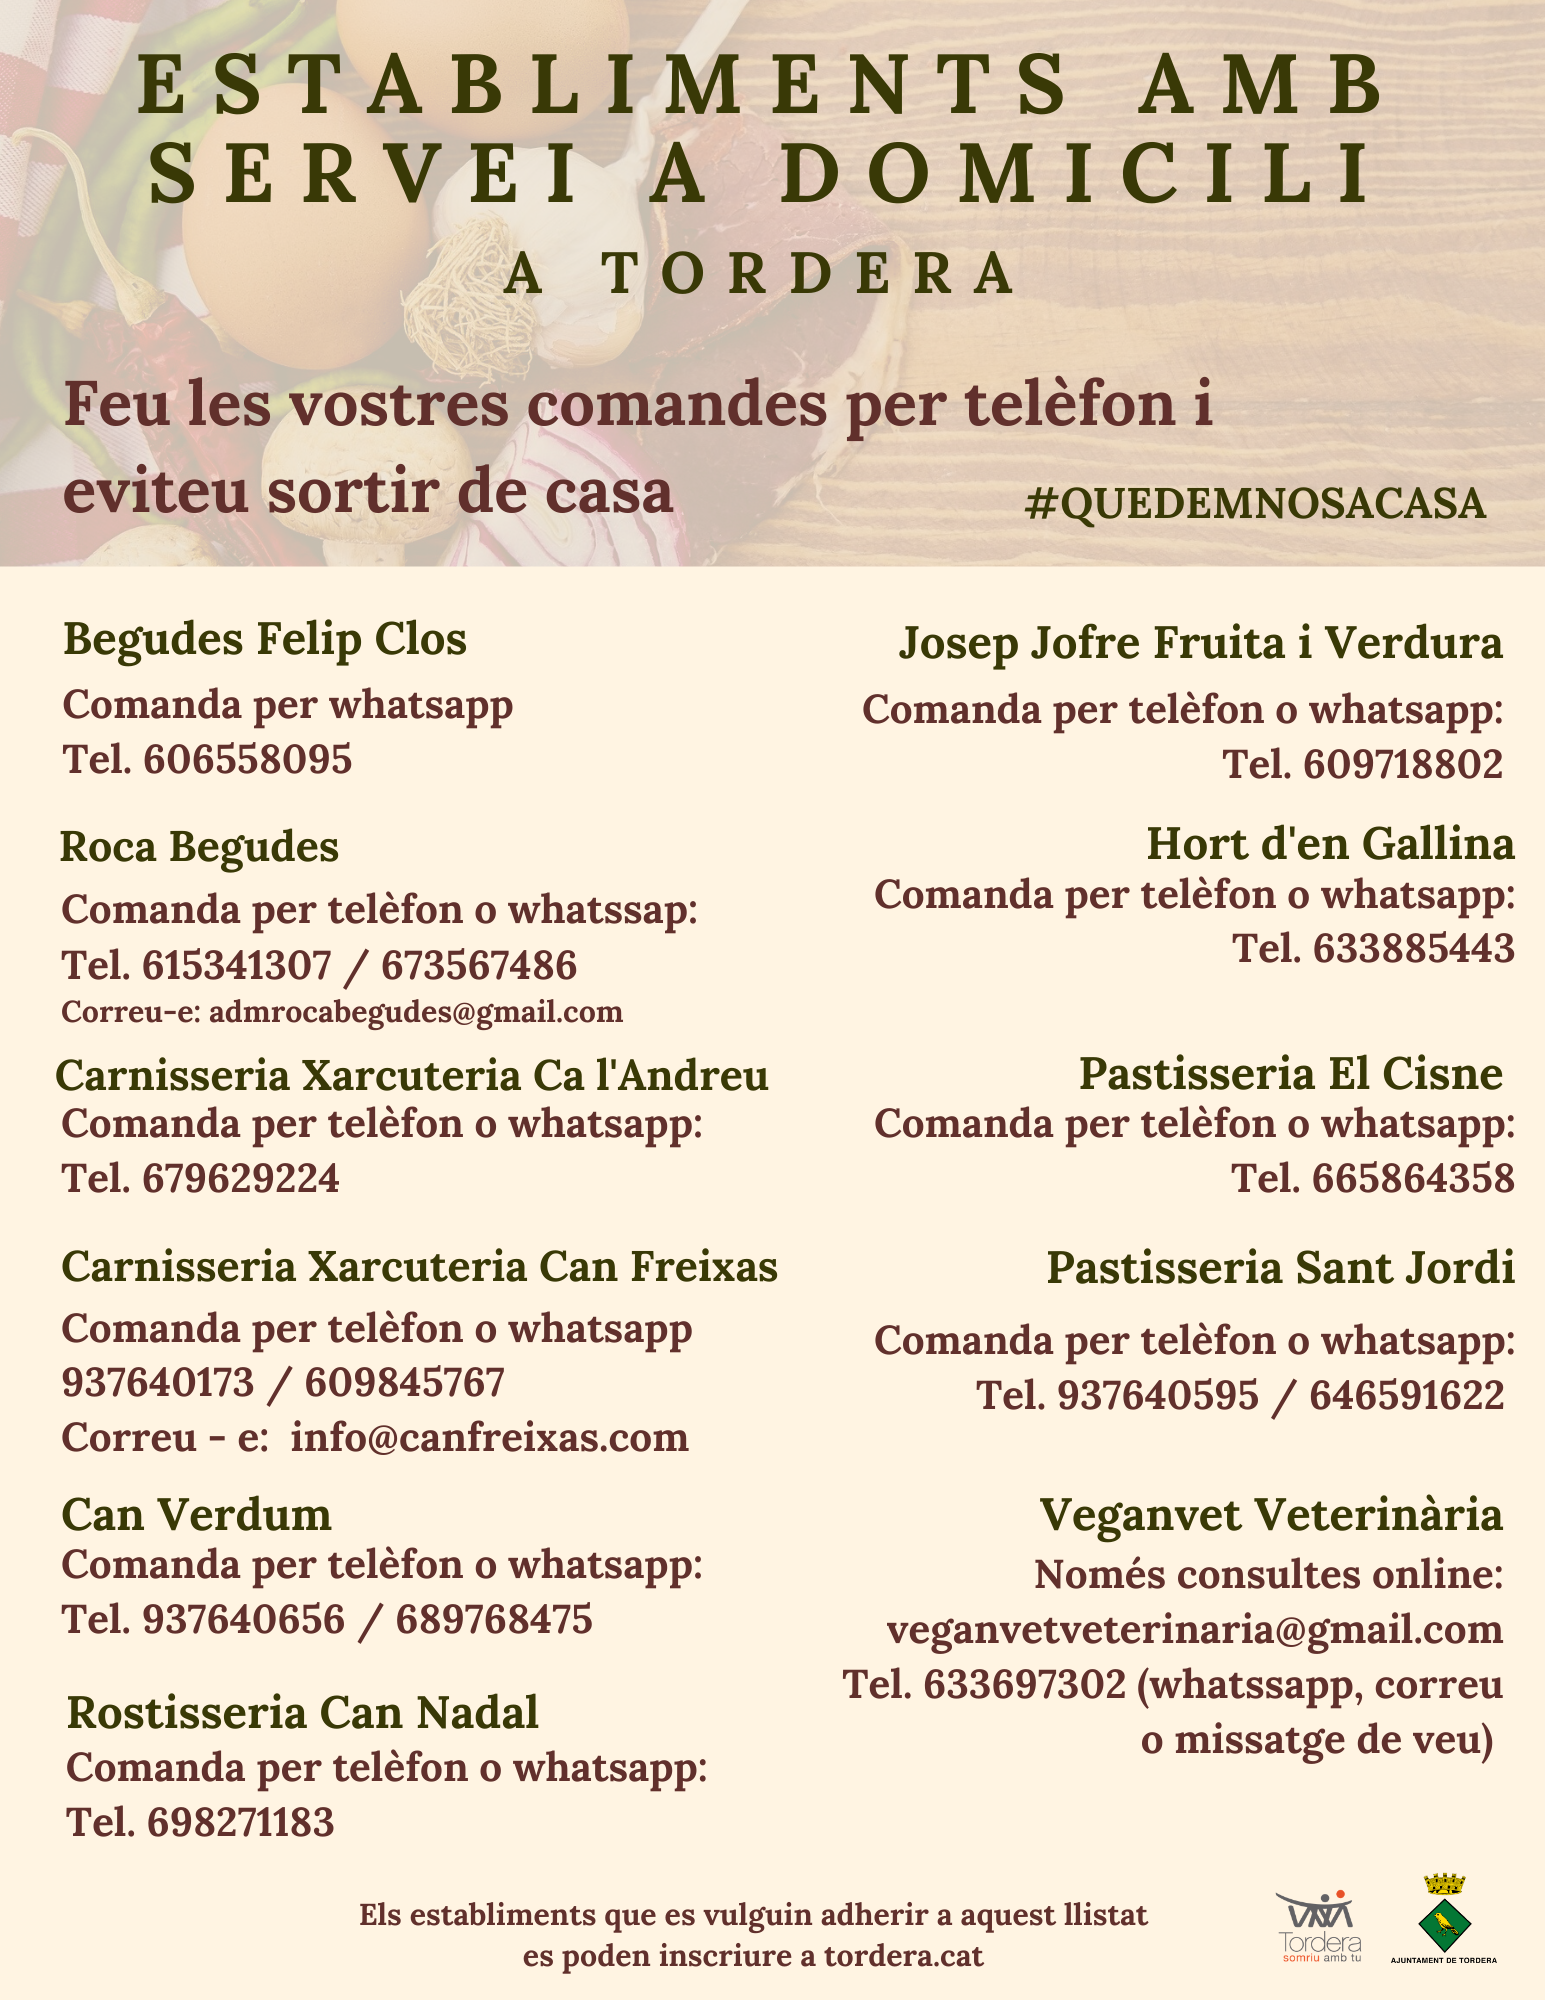 ESTABLIMENTS AMB
SERVEI A DOMICILI
A TORDERA
Feu les vostres comandes per telèfon i
eviteu sortir de casa
#QUEDEMNOSACASA
Begudes Felip Clos
Comanda per whatsapp
Tel. 606558095
Roca Begudes
Comanda per telèfon o whatssap:
Tel. 615341307 / 673567486
Correu-e: admrocabegudes@gmail.com
Carnisseria Xarcuteria Ca l'Andreu
Comanda per telèfon o whatsapp:
Tel. 679629224
Carnisseria Xarcuteria Can Freixas
Comanda per telèfon o whatsapp
937640173 / 609845767
Correu - e: info@canfreixas.com
Can Verdum
Comanda per telèfon o whatsapp:
Tel. 937640656 / 689768475
Rostisseria Can Nadal
Comanda per telèfon o whatsapp:
Tel. 698271183
Josep Jofre Fruita i Verdura
Comanda per telèfon o whatsapp:
Tel. 609718802
Hort d'en Gallina
Comanda per telèfon o whatsapp:
Tel. 633885443
Pastisseria El Cisne
Comanda per telèfon o whatsapp:
Tel. 665864358
Pastisseria Sant Jordi
Comanda per telèfon o whatsapp:
Tel. 937640595 / 646591622
Veganvet Veterinària
Només consultes online:
veganvetveterinaria@gmail.com
Tel. 633697302 (whatssapp, correu
o missatge de veu)
Els establiments que es vulguin adherir a aquest llistat
es poden inscriure a tordera.cat
Tordera
somriu amb tu
AJUNTAMENT DE TORDERA